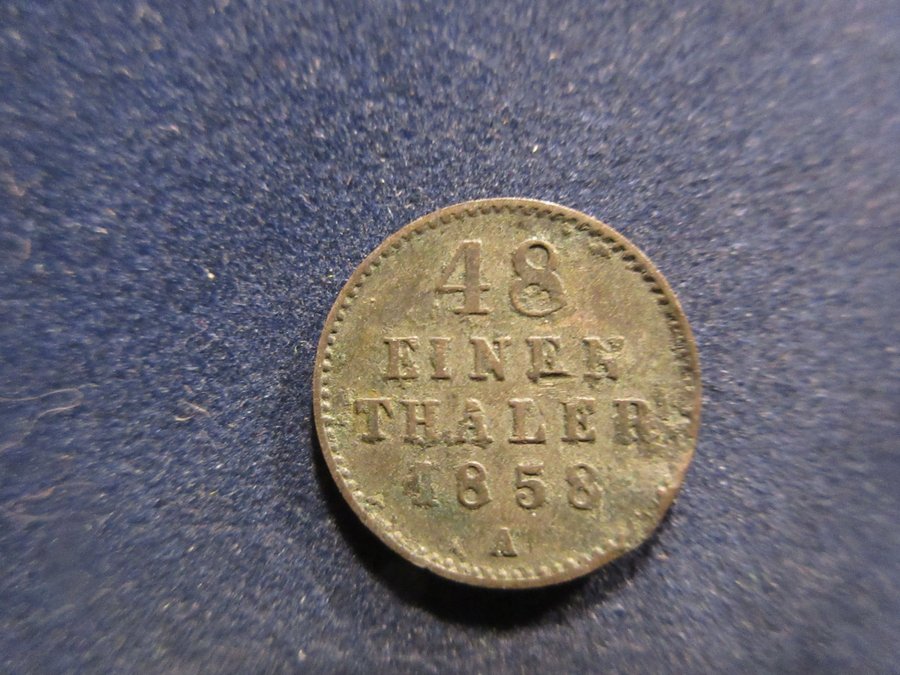 48
EINEN
THALER
1858
A